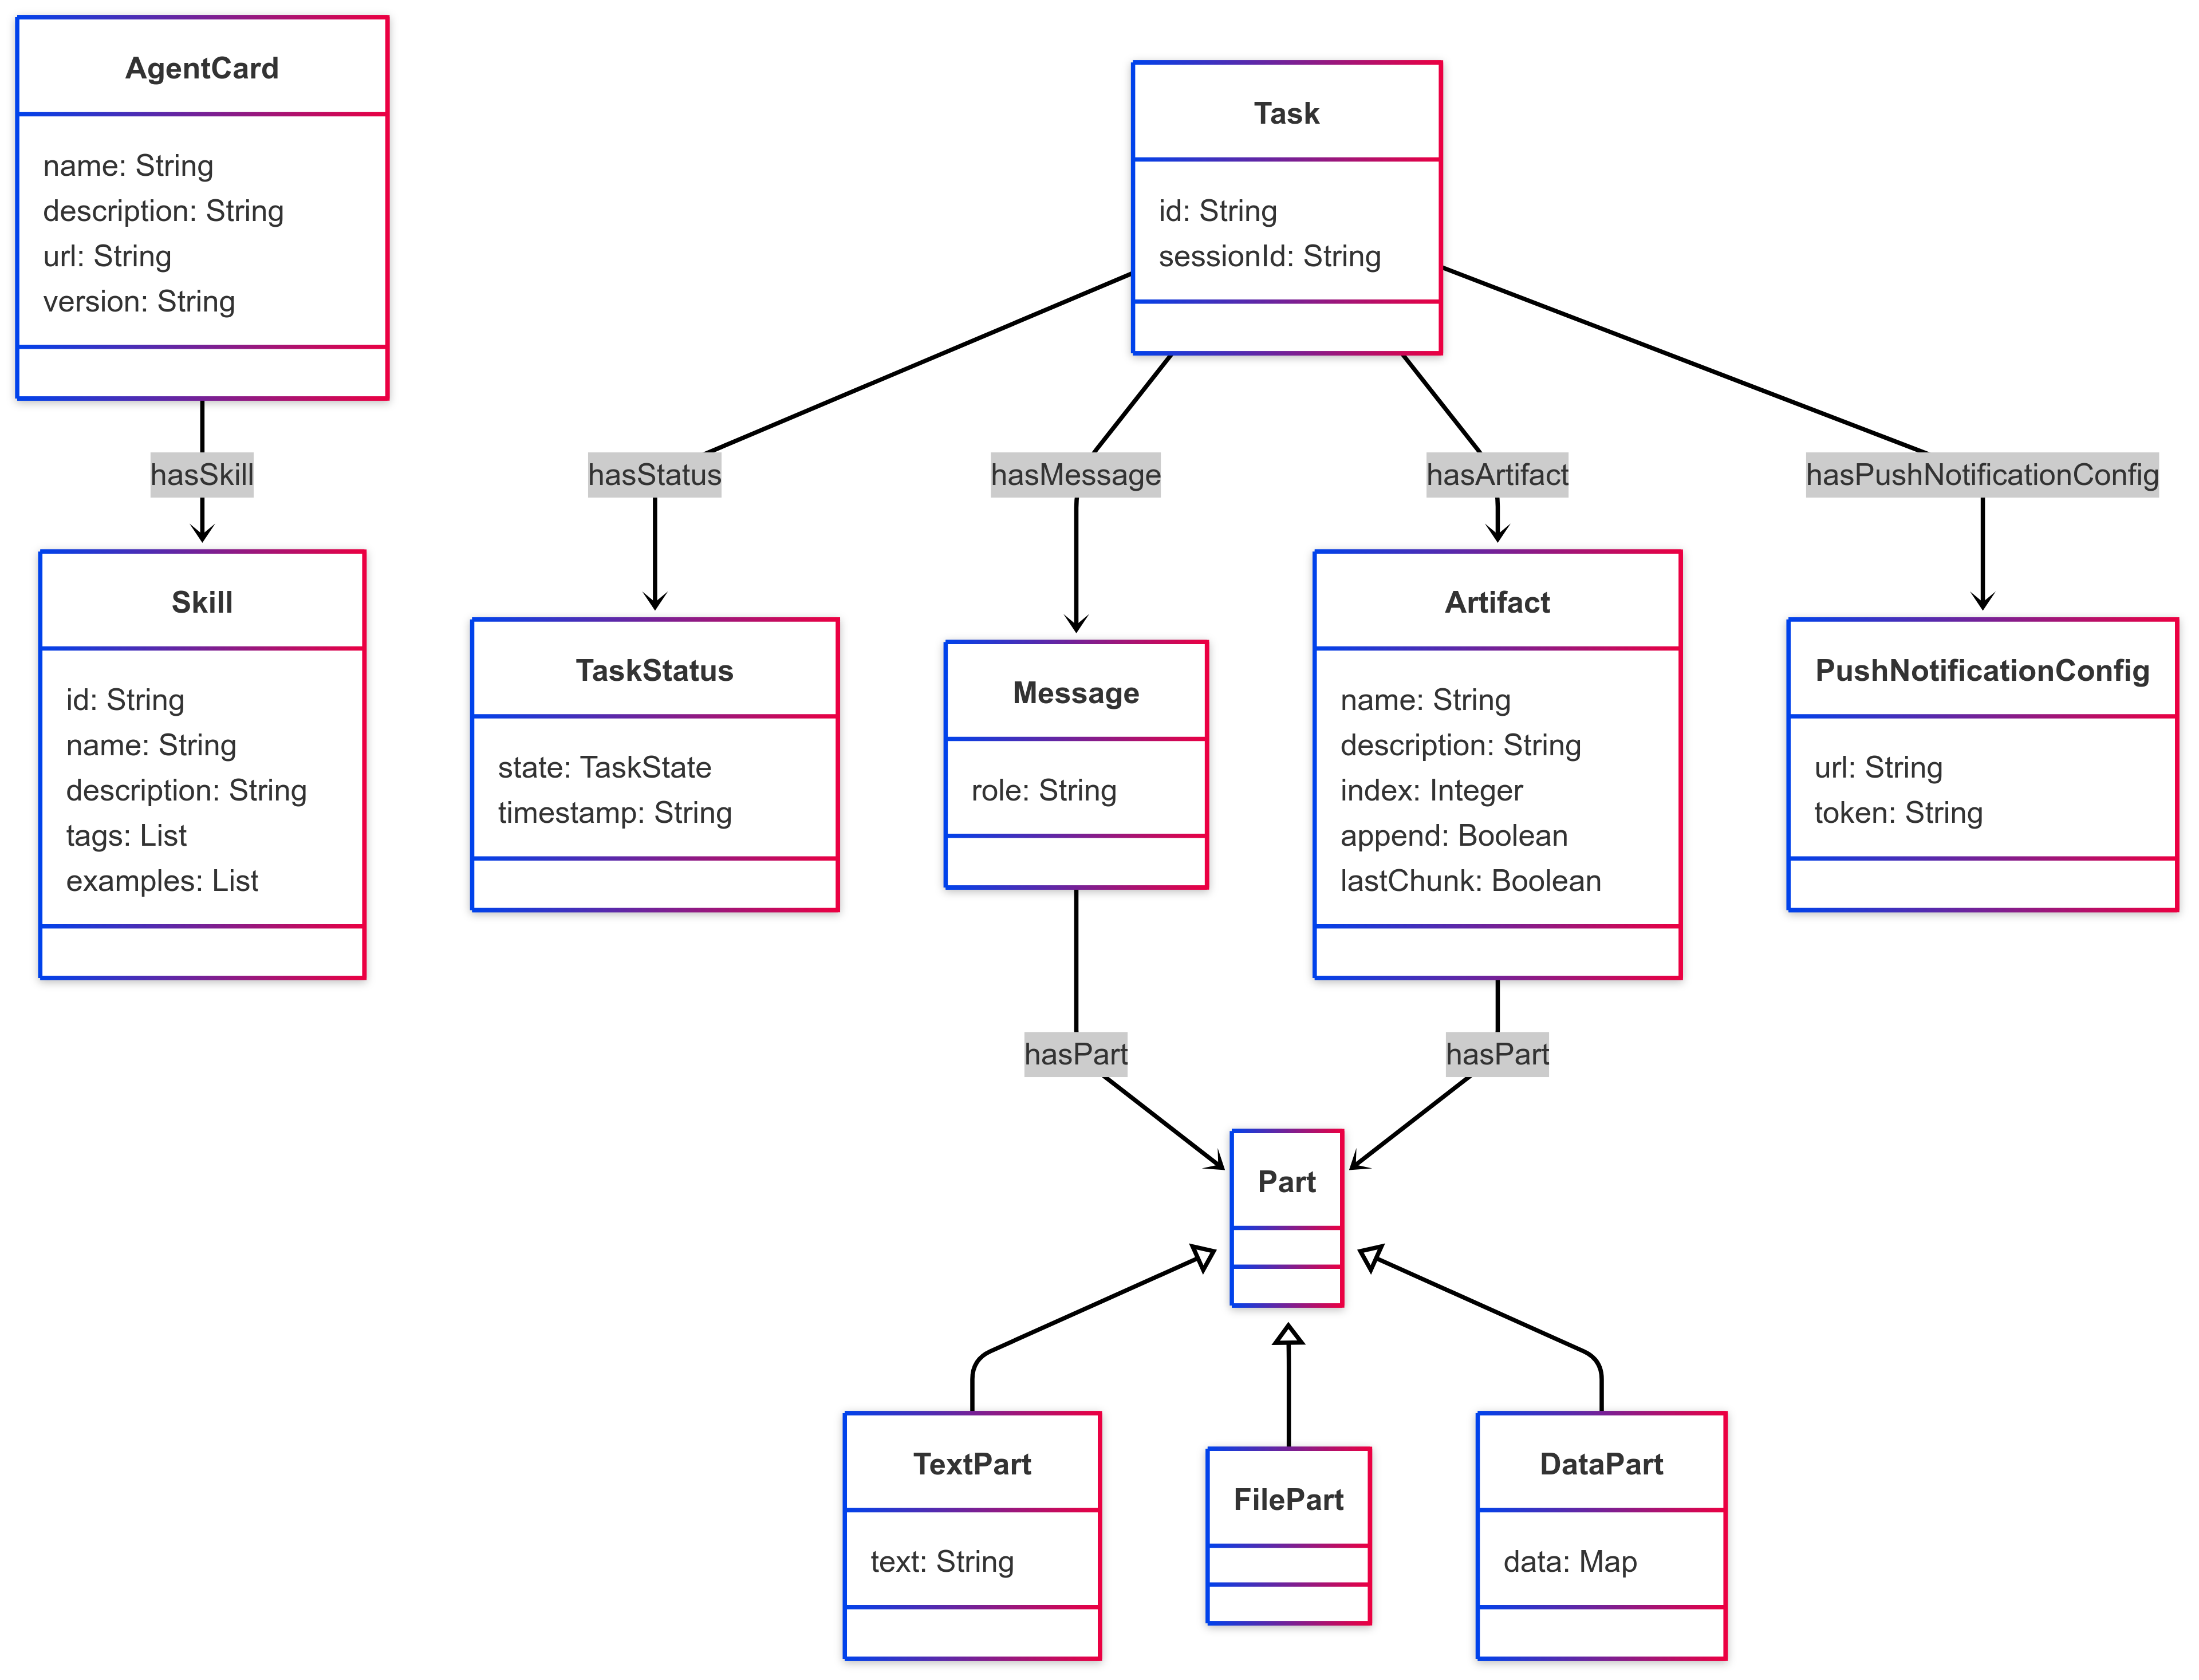 AgentCard
name: String
description: String
url: String
version: String
Task
id: String
sessionId: String
hasSkill
hasStatus
hasMessage
hasArtifact
hasPushNotificationConfig
Skill
id: String
name: String
description: String
tags: List
examples: List
TaskStatus
state: TaskState
timestamp: String
Message
role: String
Artifact
name: String
description: String
index: Integer
append: Boolean
lastChunk: Boolean
PushNotificationConfig
url: String
token: String
hasPart
hasPart
Part
TextPart
text: String
FilePart
DataPart
data: Map